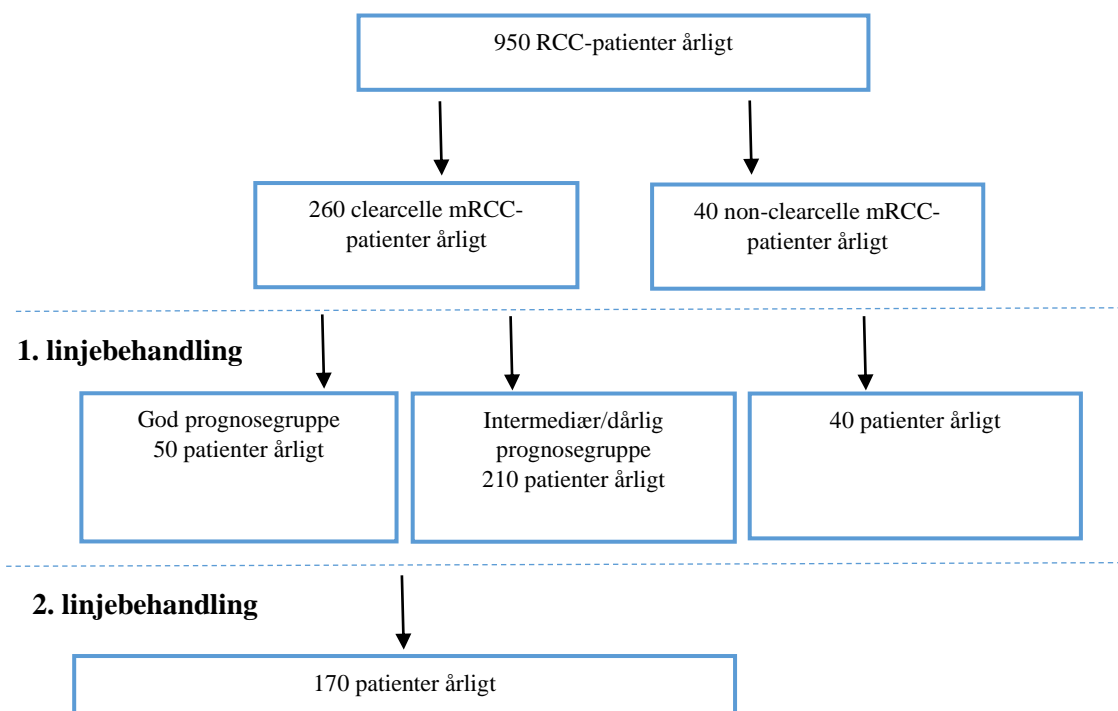 950 RCC-patienter årligt
260 clearcelle mRCC-
patienter årligt
40 non-clearcelle mRCC-
patienter årligt
1. linjebehandling
God prognosegruppe
50 patienter årligt
Intermediær/dårlig
prognosegruppe
210 patienter årligt
40 patienter årligt
2. linjebehandling
170 patienter årligt